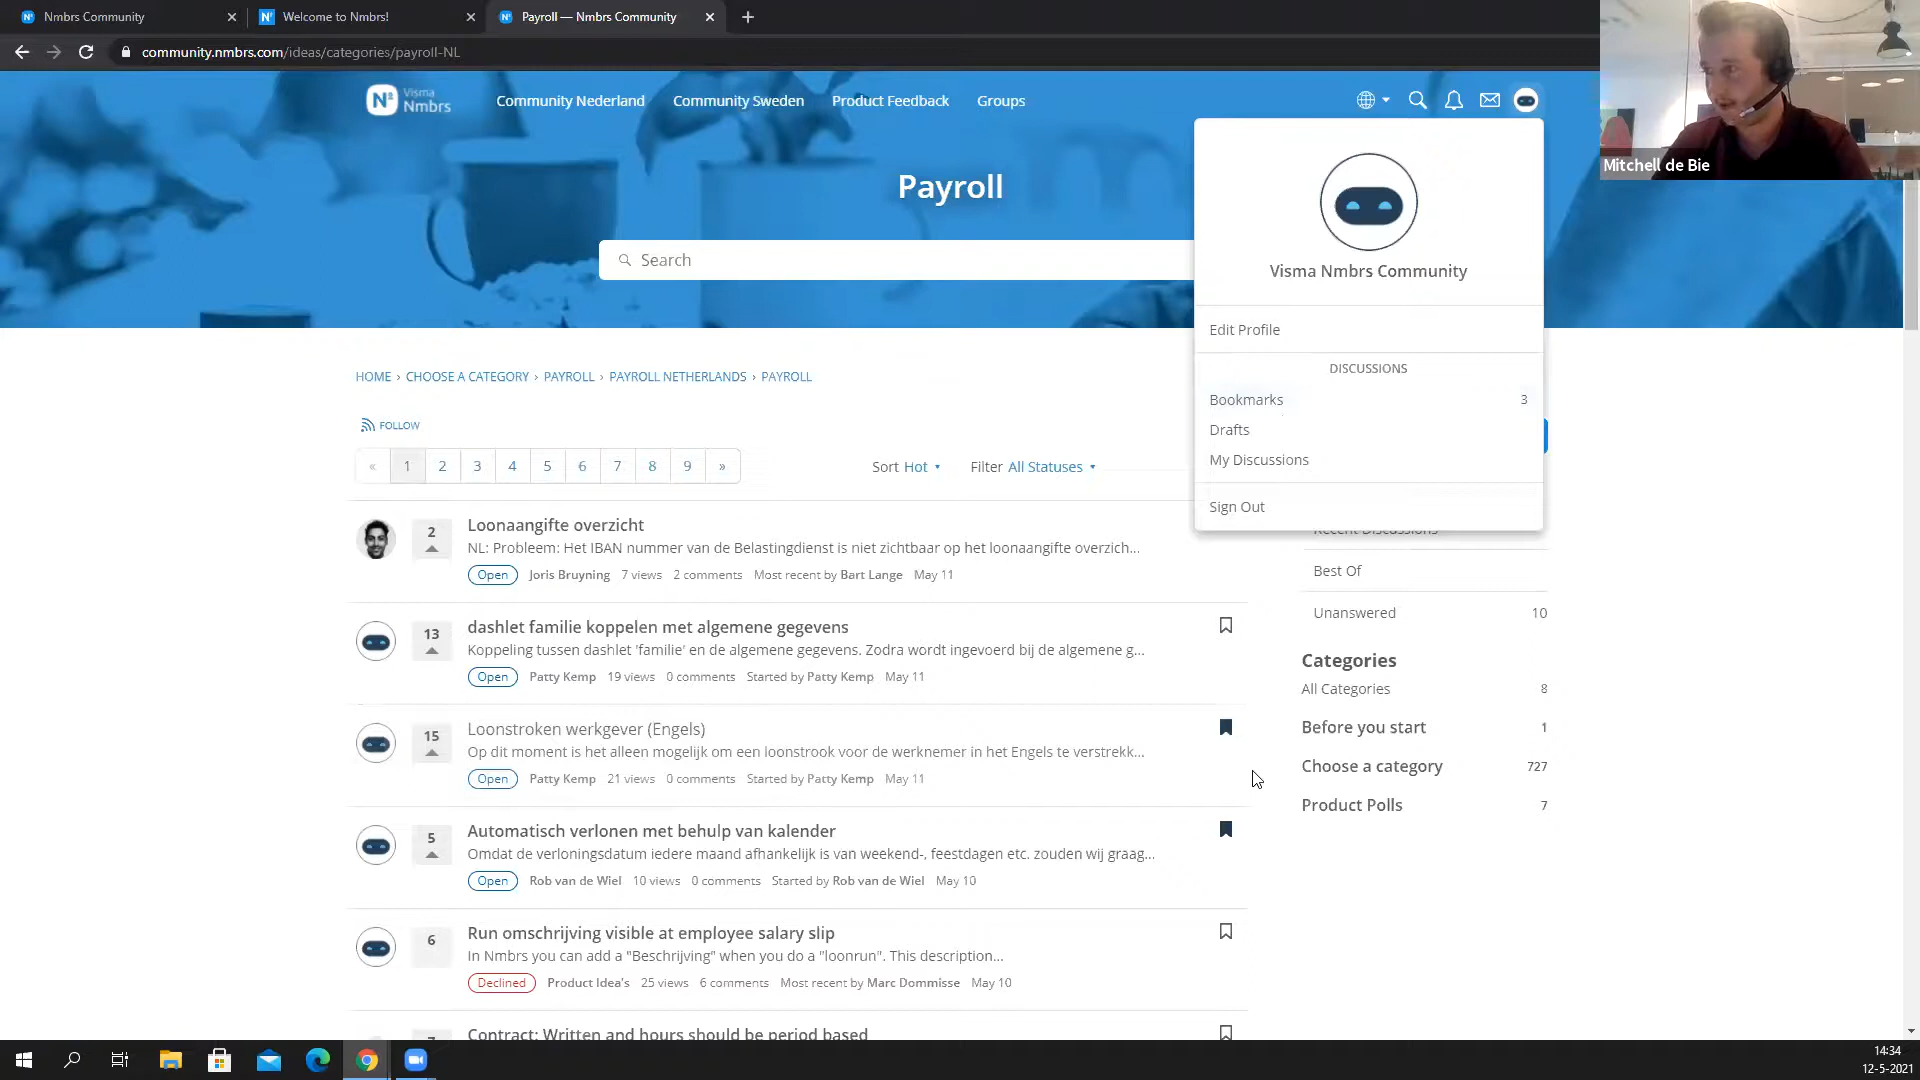 Nmbrs Community
Welcome to Nmbrs!
Payroll — Nmbrs Community
community.nmbrs.com/ideas/categories/payroll-NL
Visma Nmbrs
Community Nederland
Community Sweden
Product Feedback
Groups
Mitchell de Bie
Payroll
Search
Visma Nmbrs Community
Edit Profile
DISCUSSIONS
Bookmarks 3
Drafts
My Discussions
Sign Out
HOME › CHOOSE A CATEGORY › PAYROLL › PAYROLL NETHERLANDS › PAYROLL
FOLLOW
« 1 2 3 4 5 6 7 8 9 »
Sort Hot
Filter All Statuses
2
Loonaangifte overzicht
NL: Probleem: Het IBAN nummer van de Belastingdienst is niet zichtbaar op het loonaangifte overzich...
Open Joris Bruyning 7 views 2 comments Most recent by Bart Lange May 11
13
dashlet familie koppelen met algemene gegevens
Koppeling tussen dashlet 'familie' en de algemene gegevens. Zodra wordt ingevoerd bij de algemene g...
Open Patty Kemp 19 views 0 comments Started by Patty Kemp May 11
15
Loonstroken werkgever (Engels)
Op dit moment is het alleen mogelijk om een loonstrook voor de werknemer in het Engels te verstrekk...
Open Patty Kemp 21 views 0 comments Started by Patty Kemp May 11
5
Automatisch verlonen met behulp van kalender
Omdat de verloningsdatum iedere maand afhankelijk is van weekend-, feestdagen etc. zouden wij graag...
Open Rob van de Wiel 10 views 0 comments Started by Rob van de Wiel May 10
6
Run omschrijving visible at employee salary slip
In Nmbrs you can add a "Beschrijving" when you do a "loonrun". This description...
Declined Product Idea's 25 views 6 comments Most recent by Marc Dommisse May 10
Contract: Written and hours should be period based
Recent Discussions
Best Of
Unanswered 10
Categories
All Categories 8
Before you start 1
Choose a category 727
Product Polls 7
14:34
12-5-2021